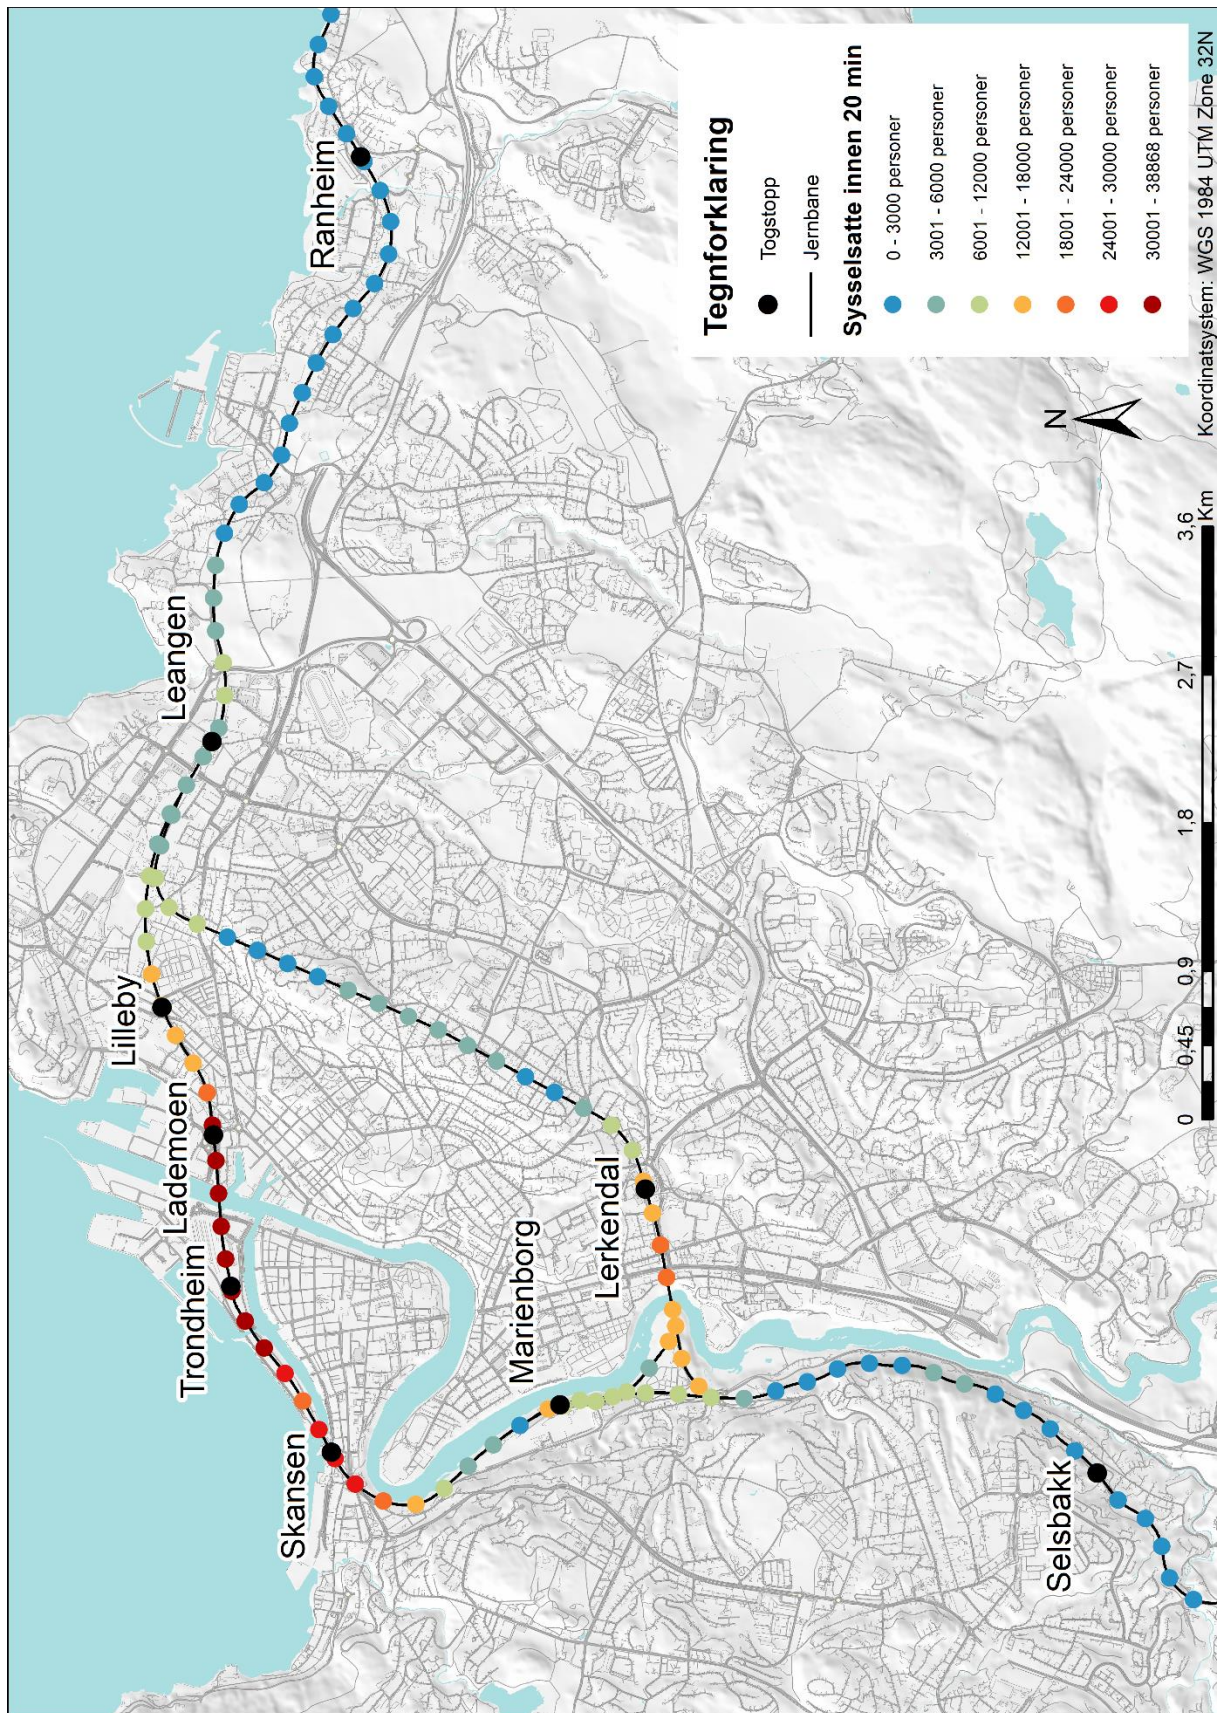 Ranheim
Leangen
Lilleby
Lademoen
Trondheim
Skansen
Marienborg
Lerkendal
Selsbakk
Tegnforklaring
Togstopp
Jernbane
Sysselsatte innen 20 min
0 - 3000 personer
3001 - 6000 personer
6001 - 12000 personer
12001 - 18000 personer
18001 - 24000 personer
24001 - 30000 personer
30001 - 38868 personer
N
0 0,45 0,9 1,8 2,7 3,6
Km
Koordinatsystem: WGS 1984 UTM Zone 32N